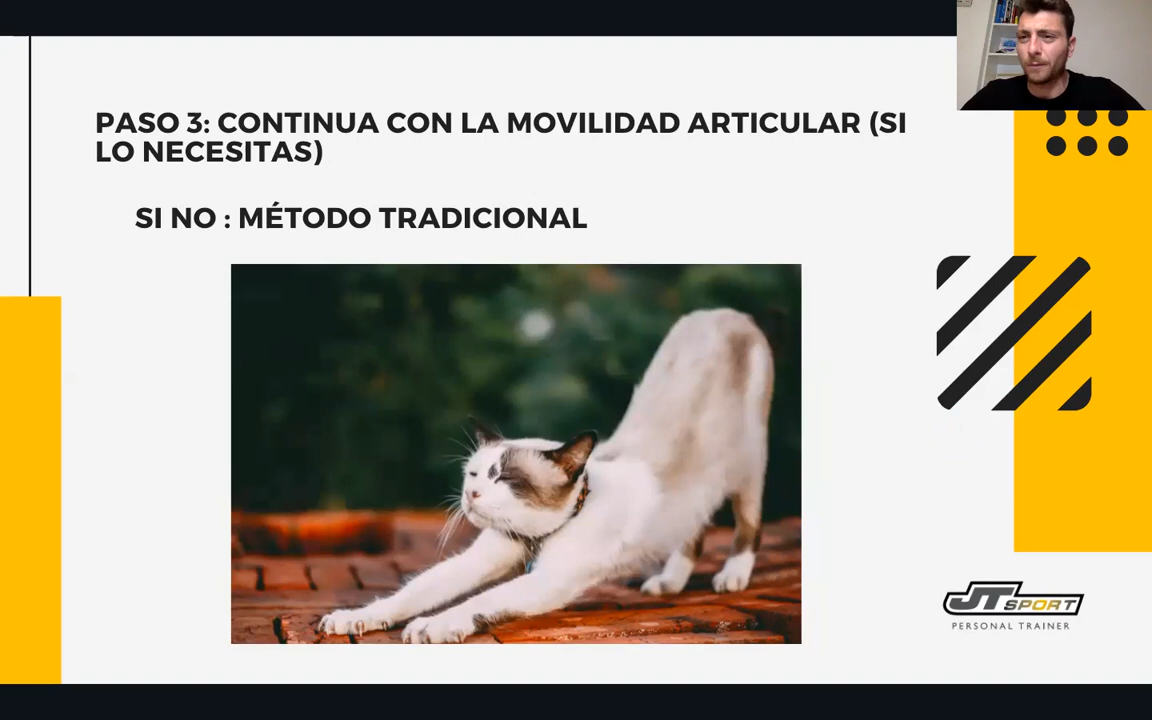 PASO 3: CONTINUA CON LA MOVILIDAD ARTICULAR (SI
LO NECESITAS)
SI NO : MÉTODO TRADICIONAL
JT SPORT
PERSONAL TRAINER